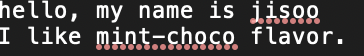 hello, my name is jisoo
I like mint-choco flavor.